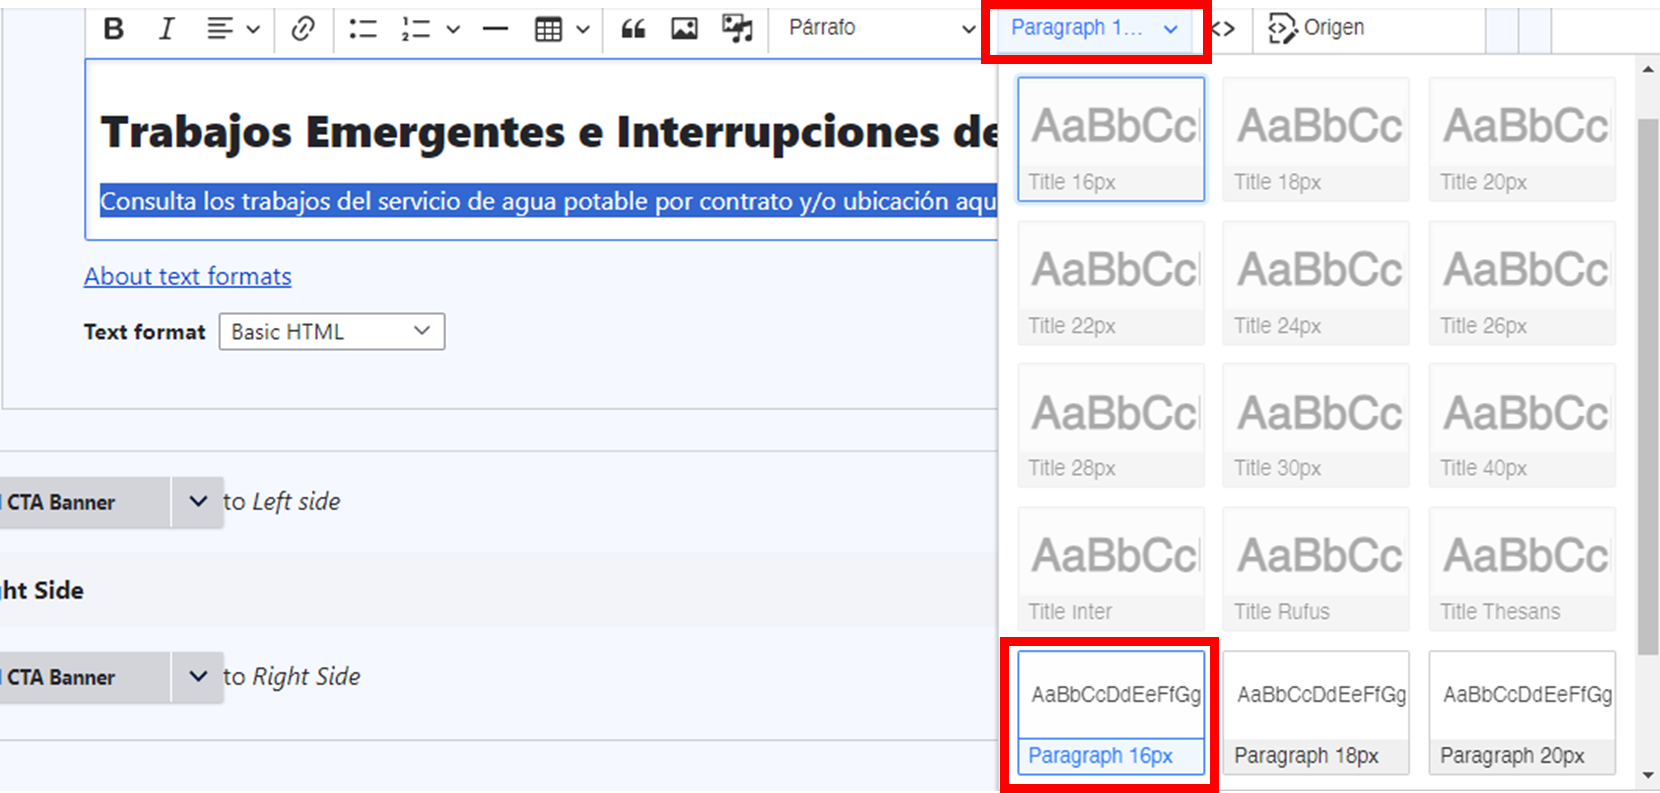 B I Párrafo Paragraph 1... Origen
Trabajos Emergentes e Interrupciones de
Consulta los trabajos del servicio de agua potable por contrato y/o ubicación aqu
About text formats
Text format Basic HTML
CTA Banner to Left side
ht Side
CTA Banner to Right Side
AaBbCc AaBbCc AaBbCc
Title 16px Title 18px Title 20px
AaBbCc AaBbCc AaBbCc
Title 22px Title 24px Title 26px
AaBbCc AaBbCc AaBbCc
Title 28px Title 30px Title 40px
AaBbCc AaBbCc AaBbCc
Title Inter Title Rufus Title Thesans
AaBbCcDdEeFfGg AaBbCcDdEeFfGg AaBbCcDdEeFfGg
Paragraph 16px Paragraph 18px Paragraph 20px